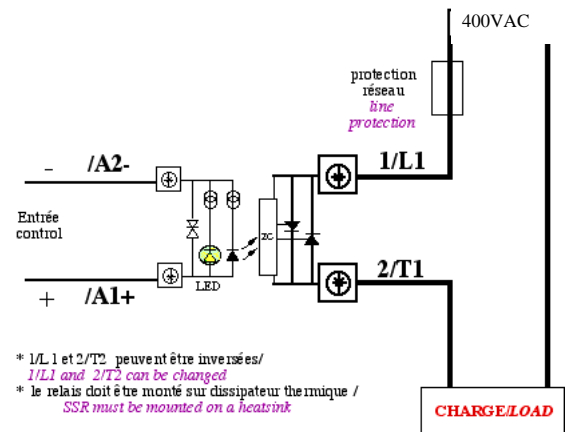 400VAC
protection
réseau
line
protection
- /A2-
1/L1
Entrée
control
ZC
2/T1
+ /A1+
LED
* 1/L1 et 2/T2 peuvent être inversées/
1/L1 and 2/T2 can be changed
* le relais doit être monté sur dissipateur thermique /
SSR must be mounted on a heatsink
CHARGE/LOAD